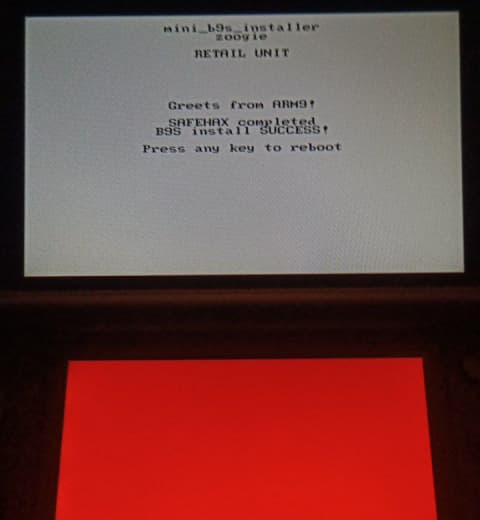 mini_b9s_installer
zoogie
RETAIL UNIT
Greets from ARM9!
SAFEHAX completed
B9S install SUCCESS!
Press any key to reboot